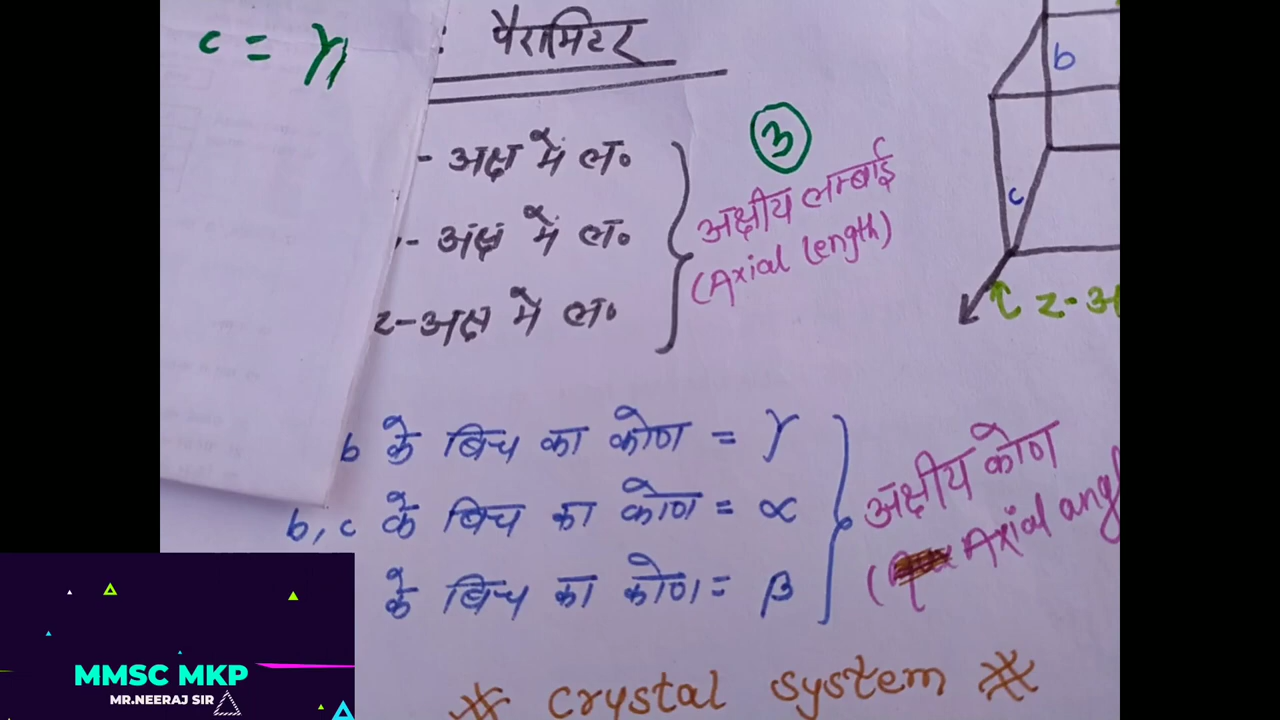 c = γ
: पैरामिटर
b
- अक्ष में ल०
③
अक्षीय लम्बाई
(Axial Length)
- अक्ष में ल०
c
z-अक्ष में ल०
z-अ
b के बिच का कोण = γ
b, c के बिच का कोण = α
के बिच का कोण = β
अक्षीय कोण
(Axial ang
MMSC MKP
MR.NEERAJ SIR
* Crystal system *